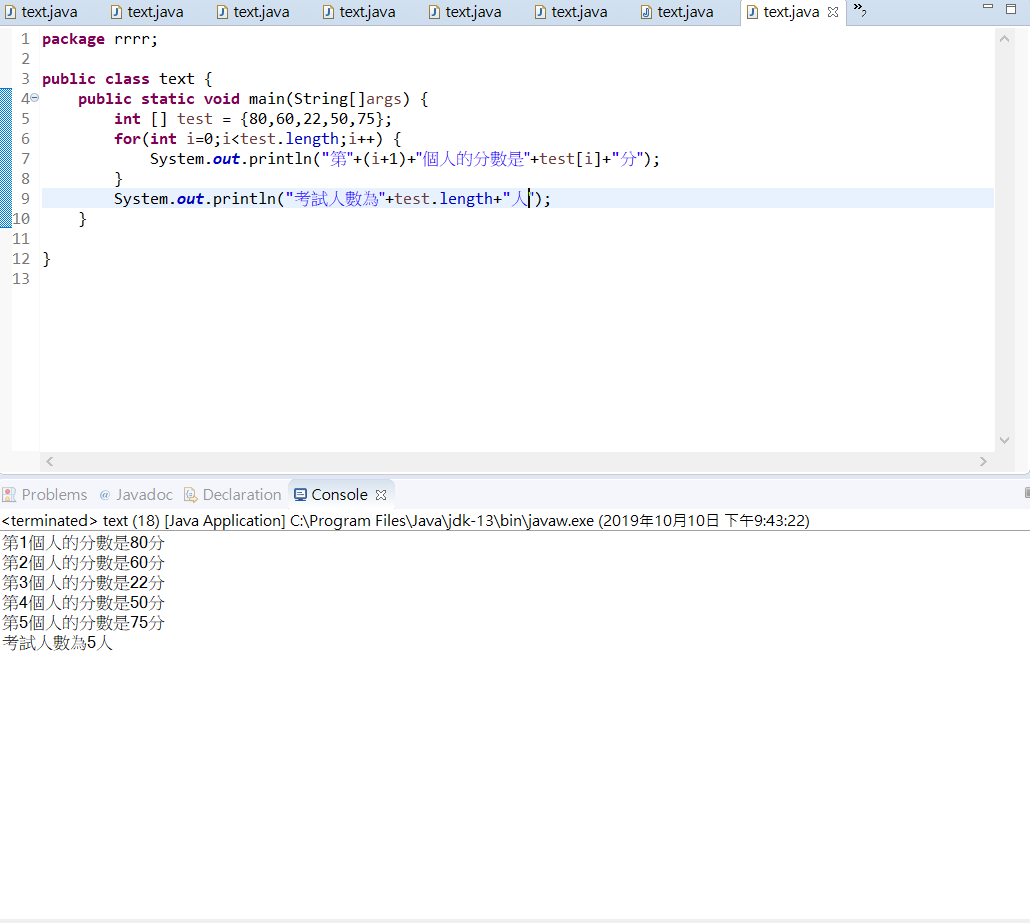 text.java text.java text.java text.java text.java text.java text.java text.java »2
1 package rrrr;
2
3 public class text {
4 public static void main(String[]args) {
5 int [] test = {80,60,22,50,75};
6 for(int i=0;i<test.length;i++) {
7 System.out.println("第"+(i+1)+"個人的分數是"+test[i]+"分");
8 }
9 System.out.println("考試人數為"+test.length+"人");
10 }
11
12 }
13
Problems @ Javadoc Declaration Console
<terminated> text (18) [Java Application] C:\Program Files\Java\jdk-13\bin\javaw.exe (2019年10月10日 下午9:43:22)
第1個人的分數是80分
第2個人的分數是60分
第3個人的分數是22分
第4個人的分數是50分
第5個人的分數是75分
考試人數為5人